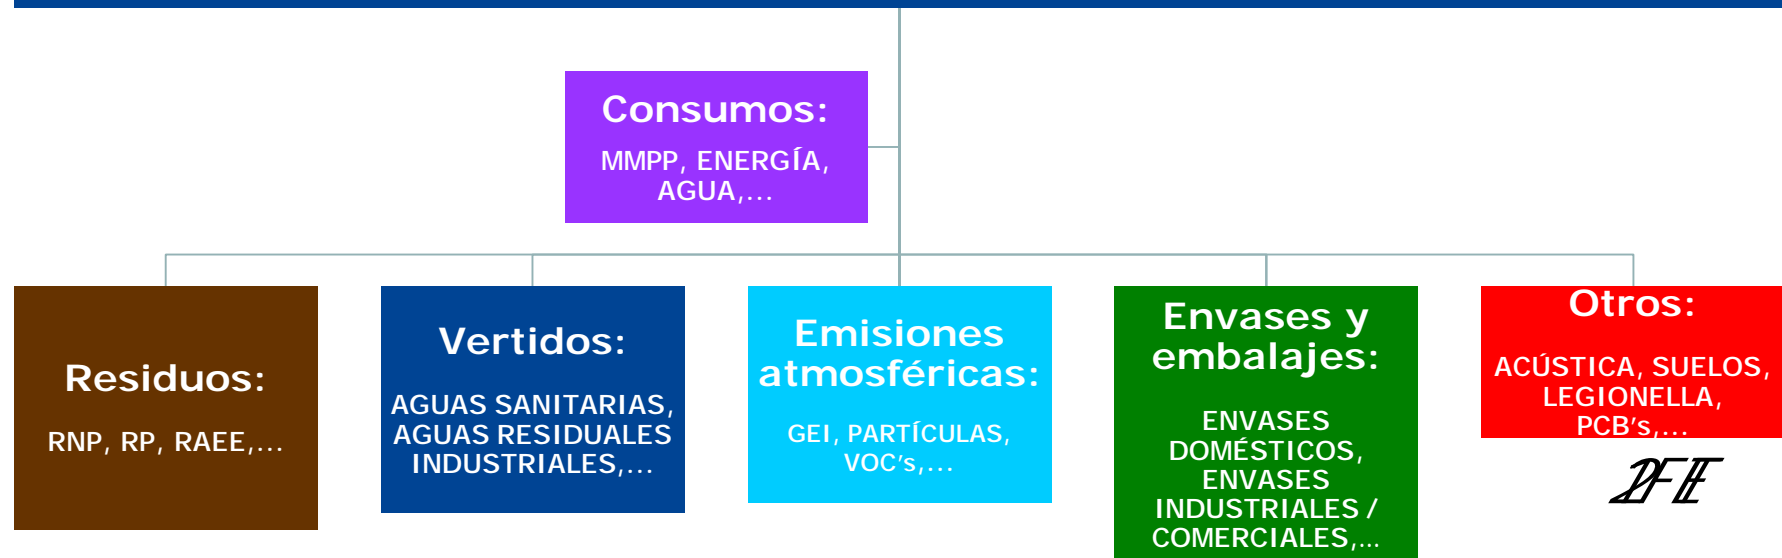 Consumos:
MMPP, ENERGÍA,
AGUA,...
Residuos:
RNP, RP, RAEE,...
Vertidos:
AGUAS SANITARIAS,
AGUAS RESIDUALES
INDUSTRIALES,...
Emisiones
atmosféricas:
GEI, PARTÍCULAS,
VOC's,...
Envases y
embalajes:
ENVASES
DOMÉSTICOS,
ENVASES
INDUSTRIALES /
COMERCIALES,...
Otros:
ACÚSTICA, SUELOS,
LEGIONELLA,
PCB's,...